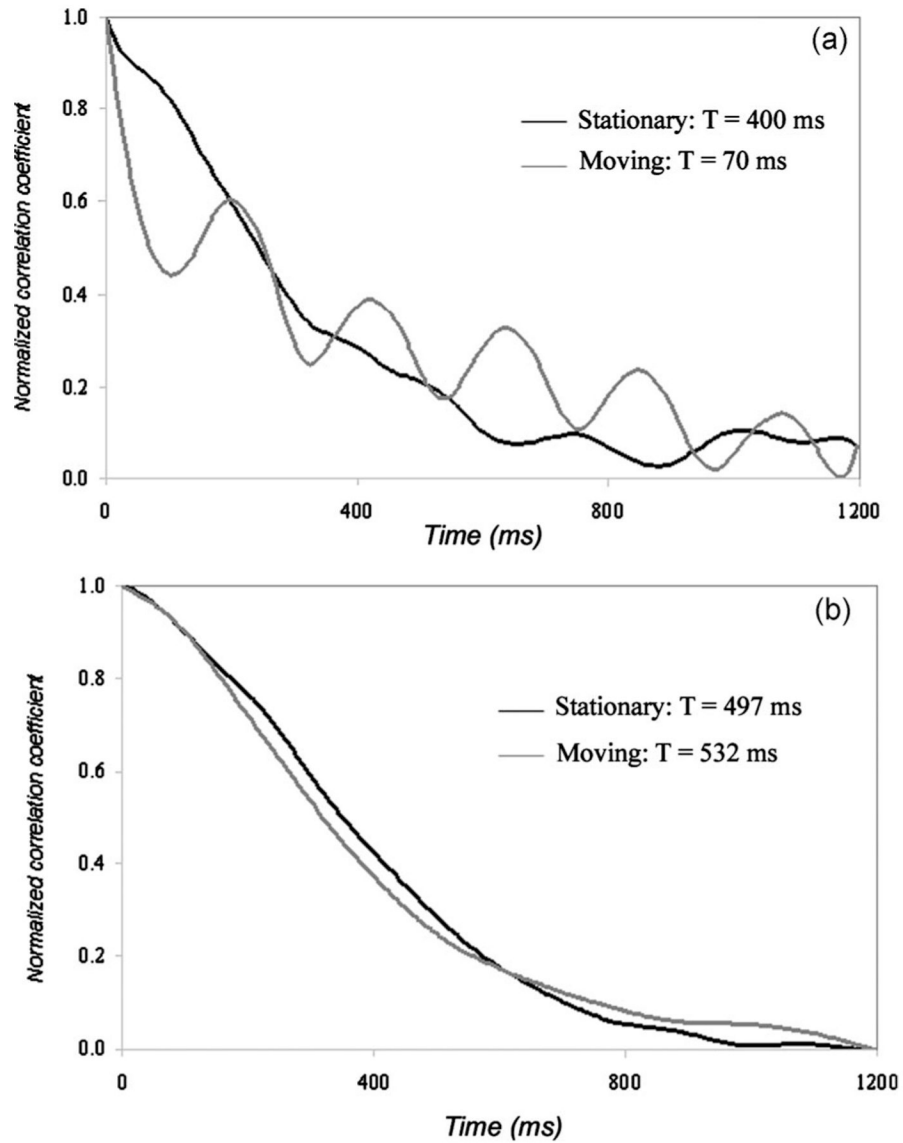 (a)
1.0
0.8
0.6
0.4
0.2
0.0
Normalized correlation coefficient
Stationary: T = 400 ms
Moving: T = 70 ms
0 400 800 1200
Time (ms)
(b)
1.0
0.8
0.6
0.4
0.2
0.0
Normalized correlation coefficient
Stationary: T = 497 ms
Moving: T = 532 ms
0 400 800 1200
Time (ms)